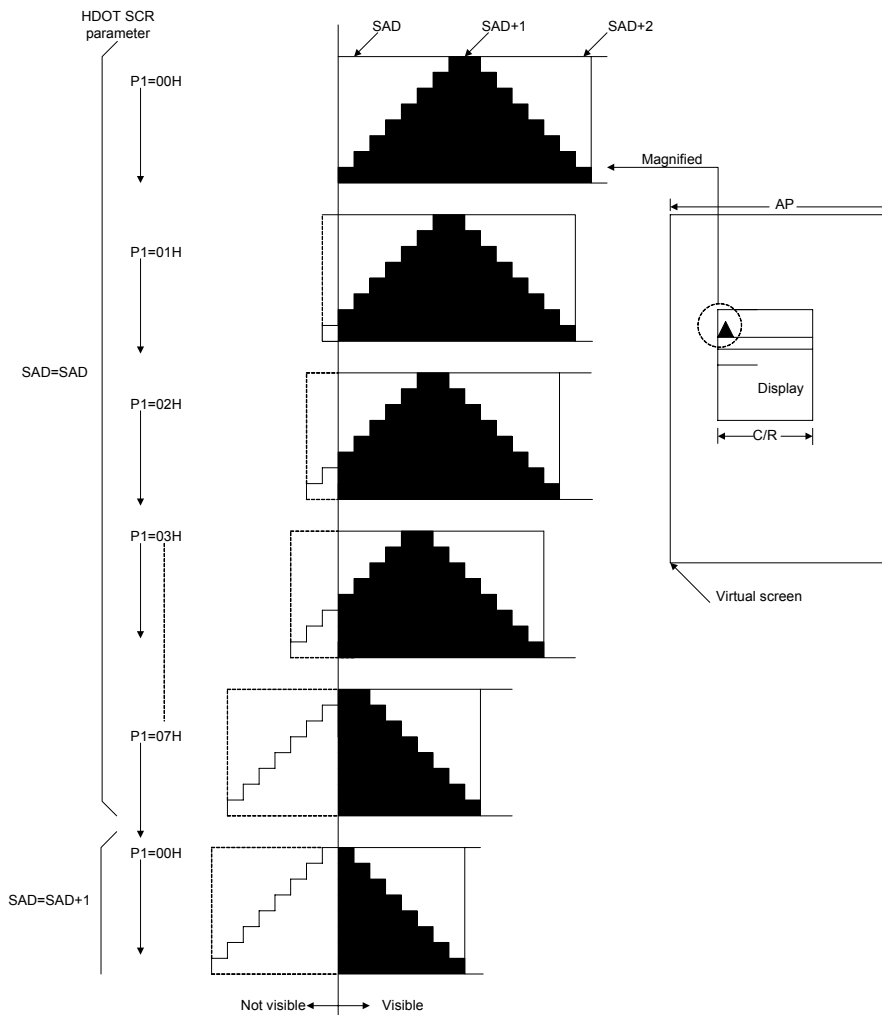 HDOT SCR
parameter
SAD
SAD+1
SAD+2
P1=00H
Magnified
AP
P1=01H
SAD=SAD
P1=02H
Display
C/R
P1=03H
Virtual screen
P1=07H
P1=00H
SAD=SAD+1
Not visible
Visible